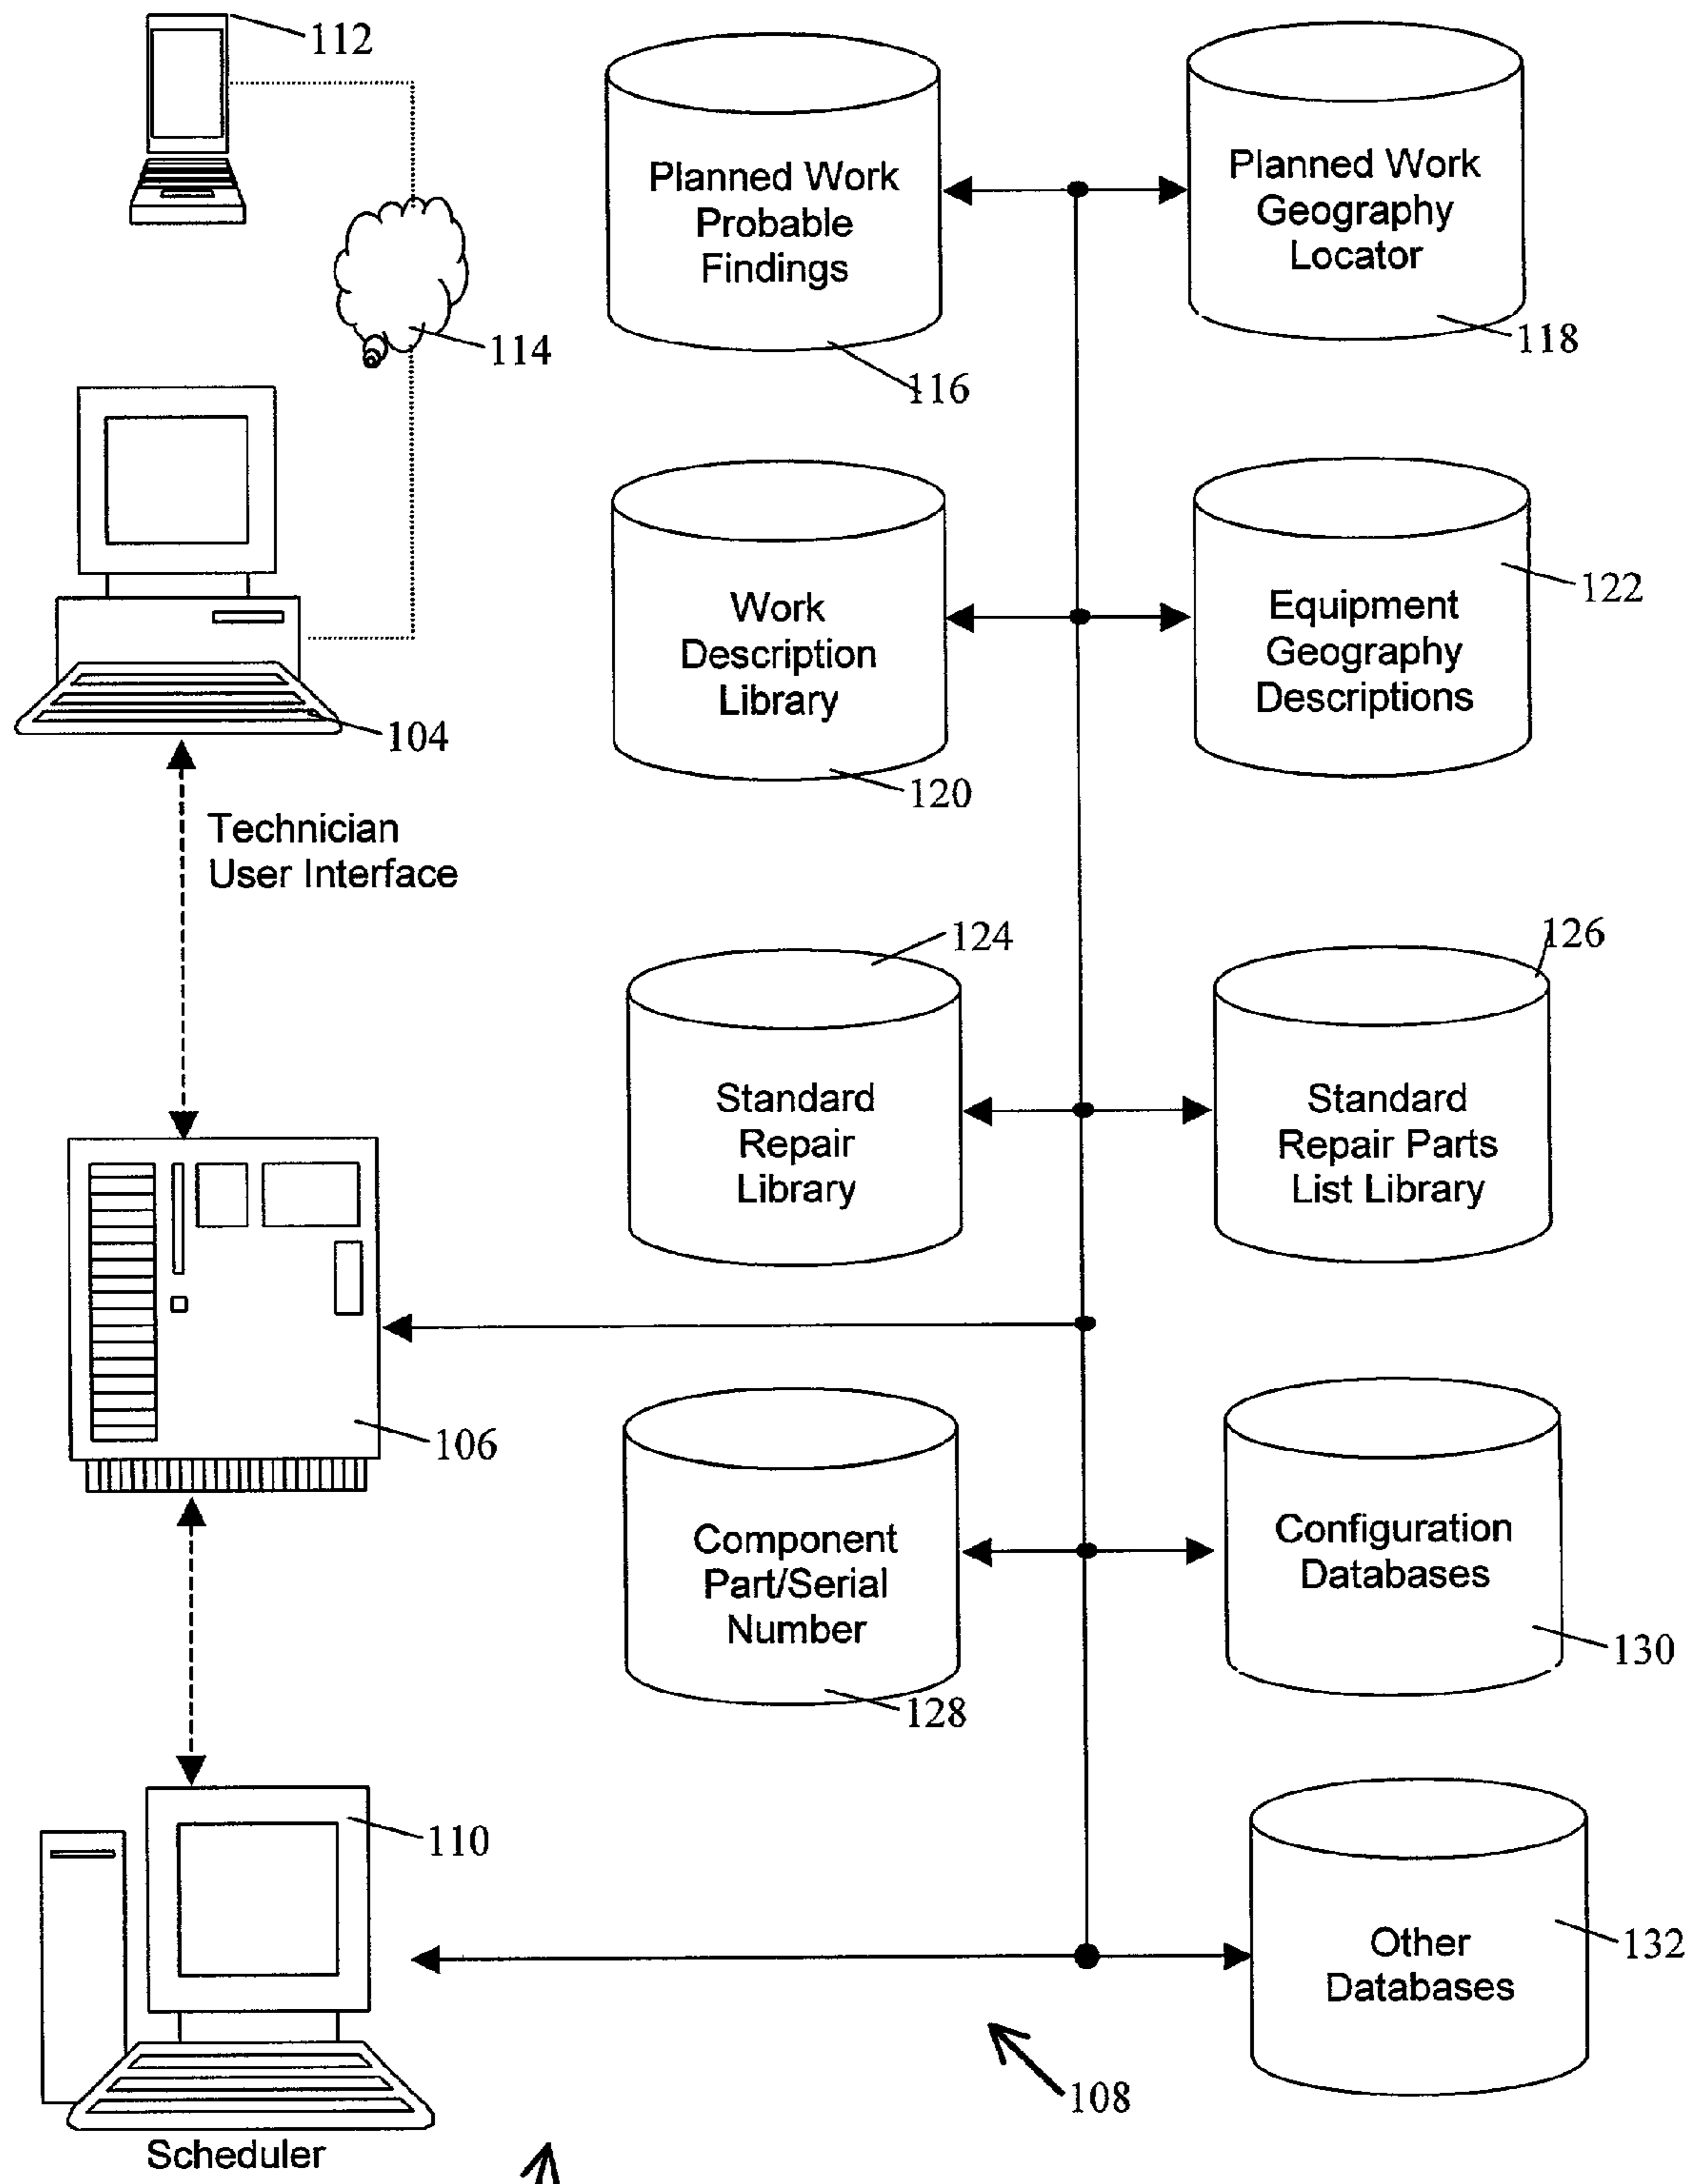 112
Planned Work
Probable
Findings
116
Planned Work
Geography
Locator
118
114
104
Work
Description
Library
120
Equipment
Geography
Descriptions
122
Technician
User Interface
124
Standard
Repair
Library
126
Standard
Repair Parts
List Library
106
Component
Part/Serial
Number
128
Configuration
Databases
130
110
Other
Databases
132
108
Scheduler